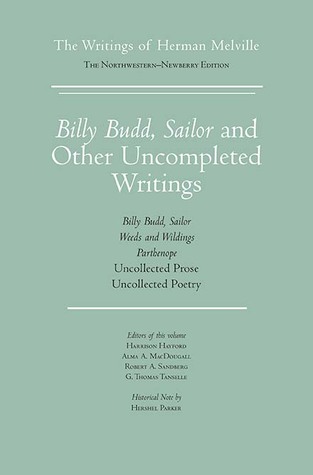 The Writings of Herman Melville
The Northwestern–Newberry Edition
Billy Budd, Sailor and
Other Uncompleted
Writings
Billy Budd, Sailor
Weeds and Wildings
Parthenope
Uncollected Prose
Uncollected Poetry
Editors of this volume
Harrison Hayford
Alma A. MacDougall
Robert A. Sandberg
G. Thomas Tanselle
Historical Note by
Hershel Parker